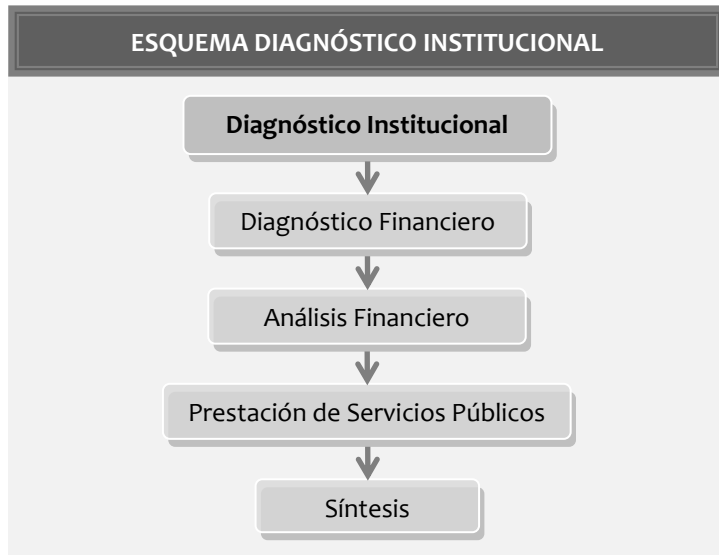 ESQUEMA DIAGNÓSTICO INSTITUCIONAL
Diagnóstico Institucional
Diagnóstico Financiero
Análisis Financiero
Prestación de Servicios Públicos
Síntesis